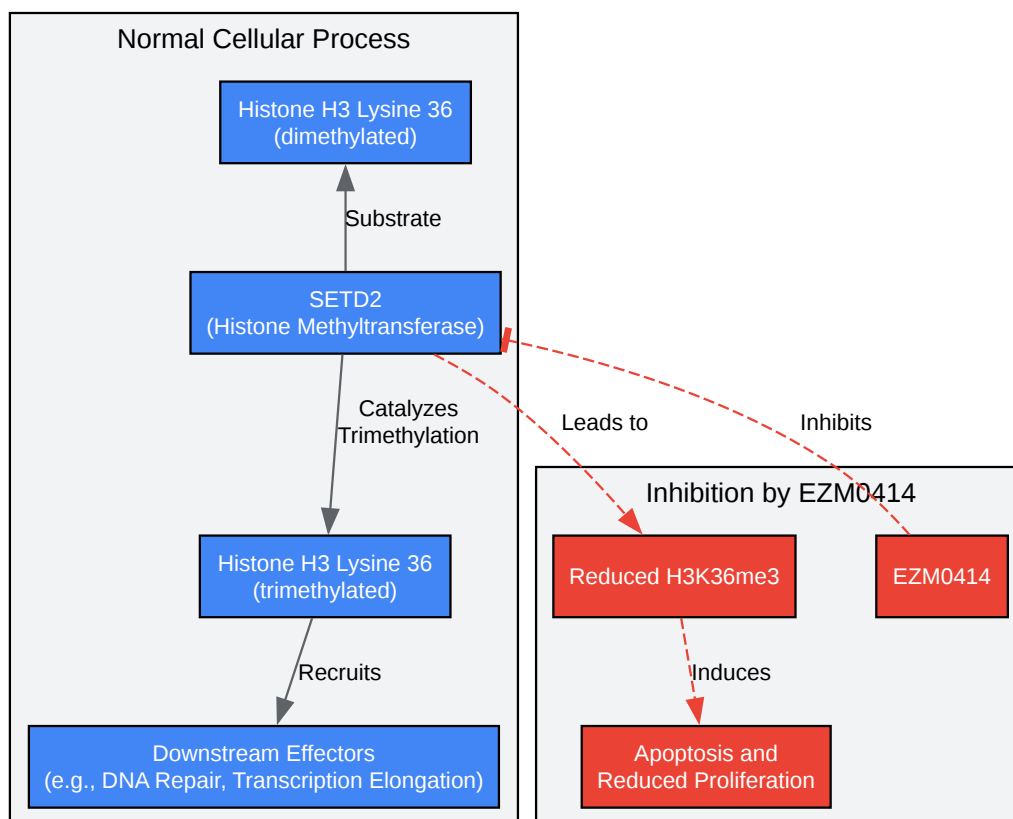 Normal Cellular Process
Histone H3 Lysine 36
(dimethylated)
Substrate
SETD2
(Histone Methyltransferase)
Catalyzes
Trimethylation
Leads to
Inhibits
Inhibition by EZM0414
Histone H3 Lysine 36
(trimethylated)
Reduced H3K36me3
EZM0414
Recruits
Induces
Downstream Effectors
(e.g., DNA Repair, Transcription Elongation)
Apoptosis and
Reduced Proliferation